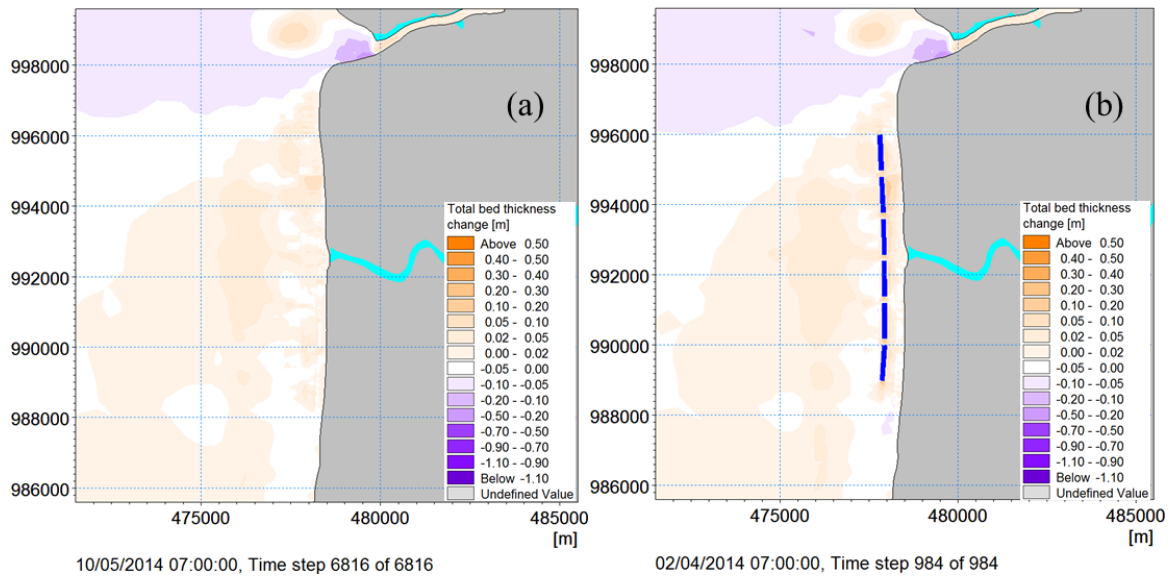 (a)
998000
996000
994000
992000
990000
988000
986000
475000 480000 485000
[m]
Total bed thickness
change [m]
Above 0.50
0.40 - 0.50
0.30 - 0.40
0.20 - 0.30
0.10 - 0.20
0.05 - 0.10
0.02 - 0.05
0.00 - 0.02
-0.05 - 0.00
-0.10 - -0.05
-0.20 - -0.10
-0.50 - -0.20
-0.70 - -0.50
-0.90 - -0.70
-1.10 - -0.90
Below -1.10
Undefined Value
10/05/2014 07:00:00, Time step 6816 of 6816
(b)
998000
996000
994000
992000
990000
988000
986000
475000 480000 485000
[m]
Total bed thickness
change [m]
Above 0.50
0.40 - 0.50
0.30 - 0.40
0.20 - 0.30
0.10 - 0.20
0.05 - 0.10
0.02 - 0.05
0.00 - 0.02
-0.05 - 0.00
-0.10 - -0.05
-0.20 - -0.10
-0.50 - -0.20
-0.70 - -0.50
-0.90 - -0.70
-1.10 - -0.90
Below -1.10
Undefined Value
02/04/2014 07:00:00, Time step 984 of 984